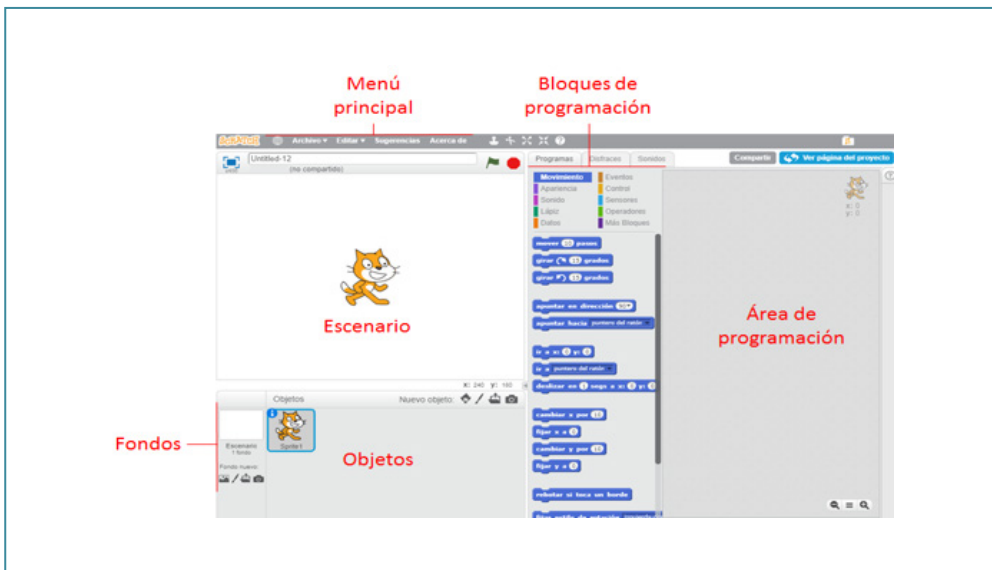 Menú
principal
Bloques de
programación
SCRATCH Archivo Editar Sugerencias Acerca de
Untitled-12
(no compartido)
Programas Disfraces Sonidos
Compartir Ver página del proyecto
Movimiento Eventos
Apariencia Control
Sonido Sensores
Lápiz Operadores
Datos Más Bloques
x: 0
y: 0
mover 10 pasos
girar 15 grados
girar 15 grados
apuntar en dirección 90
apuntar hacia puntero del ratón
ir a x: 0 y: 0
ir a puntero del ratón
deslizar en 1 segs a x: 0 y: 0
cambiar x por 10
fijar x a 0
cambiar y por 10
fijar y a 0
rebotar si toca un borde
Escenario
Área de
programación
x: 240 y: 180
Objetos Nuevo objeto:
Escenario
1 fondo
Fondo nuevo:
Sprite1
Fondos
Objetos